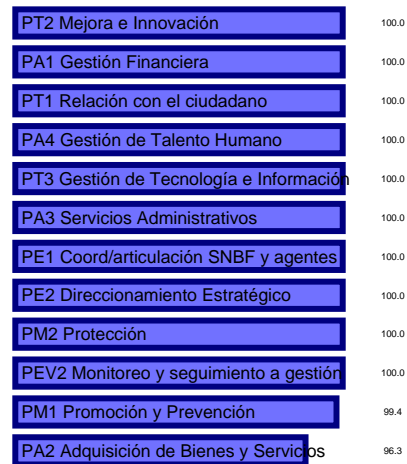 PT2 Mejora e Innovación 100.0
PA1 Gestión Financiera 100.0
PT1 Relación con el ciudadano 100.0
PA4 Gestión de Talento Humano 100.0
PT3 Gestión de Tecnología e Información 100.0
PA3 Servicios Administrativos 100.0
PE1 Coord/articulación SNBF y agentes 100.0
PE2 Direccionamiento Estratégico 100.0
PM2 Protección 100.0
PEV2 Monitoreo y seguimiento a gestión 100.0
PM1 Promoción y Prevención 99.4
PA2 Adquisición de Bienes y Servicios 96.3